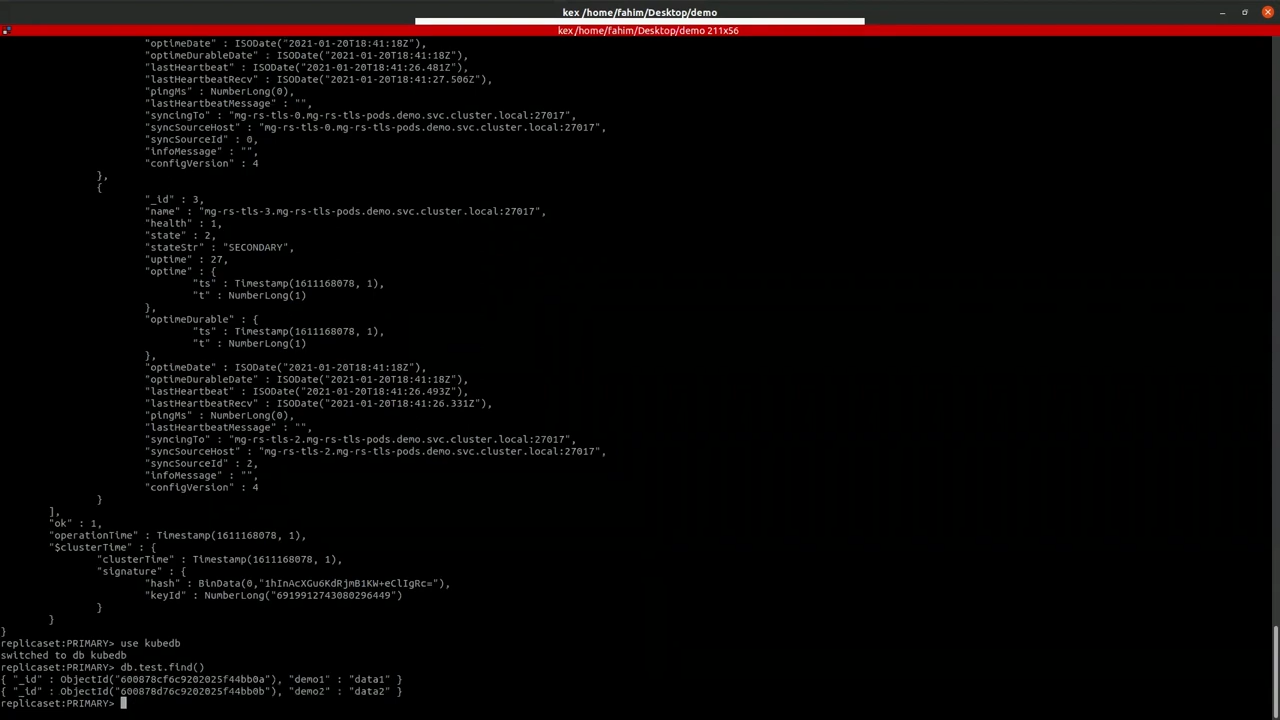 kex /home/fahim/Desktop/demo
kex /home/fahim/Desktop/demo 211x56
"optimeDate" : ISODate("2021-01-20T18:41:18Z"),
"optimeDurableDate" : ISODate("2021-01-20T18:41:18Z"),
"lastHeartbeat" : ISODate("2021-01-20T18:41:26.481Z"),
"lastHeartbeatRecv" : ISODate("2021-01-20T18:41:27.506Z"),
"pingMs" : NumberLong(0),
"lastHeartbeatMessage" : "",
"syncingTo" : "mg-rs-tls-0.mg-rs-tls-pods.demo.svc.cluster.local:27017",
"syncSourceHost" : "mg-rs-tls-0.mg-rs-tls-pods.demo.svc.cluster.local:27017",
"syncSourceId" : 0,
"infoMessage" : "",
"configVersion" : 4
},
{
"_id" : 3,
"name" : "mg-rs-tls-3.mg-rs-tls-pods.demo.svc.cluster.local:27017",
"health" : 1,
"state" : 2,
"stateStr" : "SECONDARY",
"uptime" : 27,
"optime" : {
"ts" : Timestamp(1611168078, 1),
"t" : NumberLong(1)
},
"optimeDurable" : {
"ts" : Timestamp(1611168078, 1),
"t" : NumberLong(1)
},
"optimeDate" : ISODate("2021-01-20T18:41:18Z"),
"optimeDurableDate" : ISODate("2021-01-20T18:41:18Z"),
"lastHeartbeat" : ISODate("2021-01-20T18:41:26.493Z"),
"lastHeartbeatRecv" : ISODate("2021-01-20T18:41:26.331Z"),
"pingMs" : NumberLong(0),
"lastHeartbeatMessage" : "",
"syncingTo" : "mg-rs-tls-2.mg-rs-tls-pods.demo.svc.cluster.local:27017",
"syncSourceHost" : "mg-rs-tls-2.mg-rs-tls-pods.demo.svc.cluster.local:27017",
"syncSourceId" : 2,
"infoMessage" : "",
"configVersion" : 4
}
],
"ok" : 1,
"operationTime" : Timestamp(1611168078, 1),
"$clusterTime" : {
"clusterTime" : Timestamp(1611168078, 1),
"signature" : {
"hash" : BinData(0,"1hInAcXGu6KdRjmB1KW+eClIgRc="),
"keyId" : NumberLong("6919912743080296449")
}
}
}
replicaset:PRIMARY> use kubedb
switched to db kubedb
replicaset:PRIMARY> db.test.find()
{ "_id" : ObjectId("600878cf6c9202025f44bb0a"), "demo1" : "data1" }
{ "_id" : ObjectId("600878d76c9202025f44bb0b"), "demo2" : "data2" }
replicaset:PRIMARY>